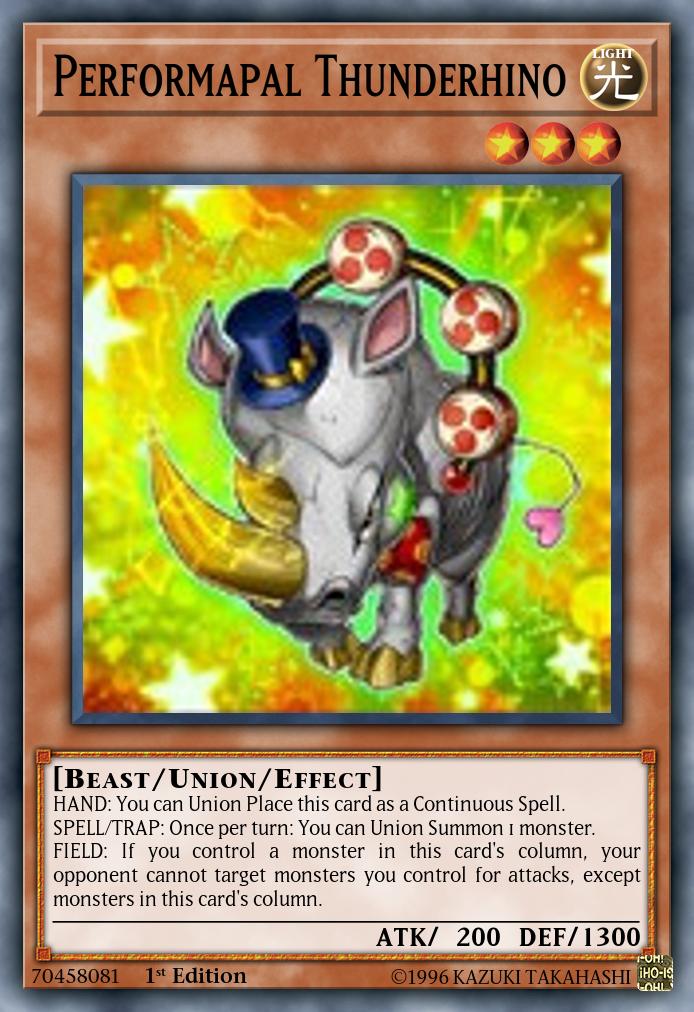 PERFORMAPAL THUNDERHINO
LIGHT
光
[BEAST/UNION/EFFECT]
HAND: You can Union Place this card as a Continuous Spell.
SPELL/TRAP: Once per turn: You can Union Summon 1 monster.
FIELD: If you control a monster in this card's column, your
opponent cannot target monsters you control for attacks, except
monsters in this card's column.
ATK/ 200 DEF/1300
70458081 1st Edition ©1996 KAZUKI TAKAHASHI